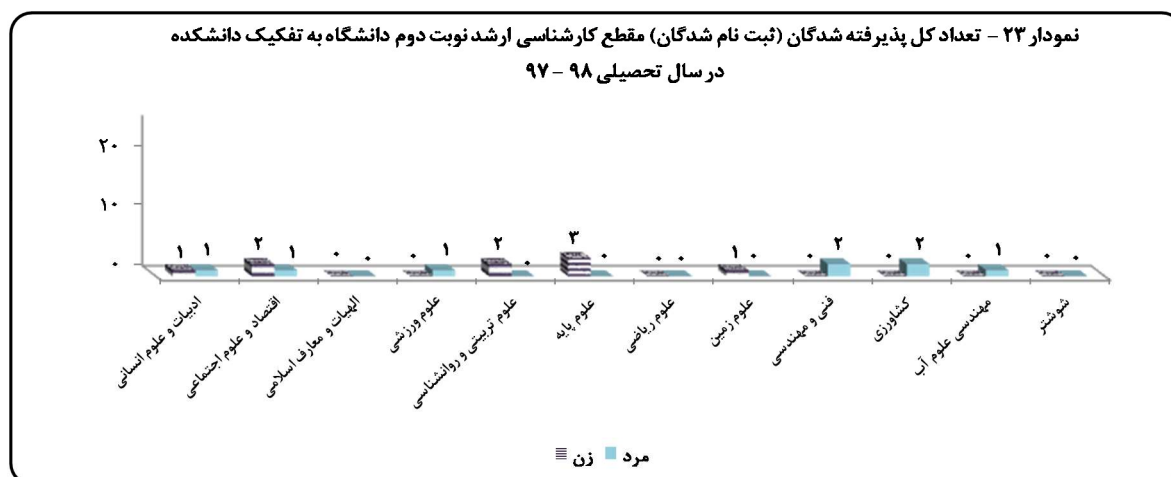 نمودار ۲۳ - تعداد کل پذیرفته شدگان (ثبت نام شدگان) مقطع کارشناسی ارشد نوبت دوم دانشگاه به تفکیک دانشکده
در سال تحصیلی ۹۸ - ۹۷
۲۰
۱۰
۰
۱ ۱ ۲ ۱ ۰ ۰ ۰ ۱ ۲ ۰ ۳ ۰ ۰ ۰ ۱ ۰ ۰ ۲ ۰ ۲ ۰ ۱ ۰ ۰
ادبیات و علوم انسانی
اقتصاد و علوم اجتماعی
الهیات و معارف اسلامی
علوم ورزشی
علوم تربیتی و روانشناسی
علوم پایه
علوم ریاضی
علوم زمین
فنی و مهندسی
کشاورزی
مهندسی علوم آب
شوشتر
زن مرد